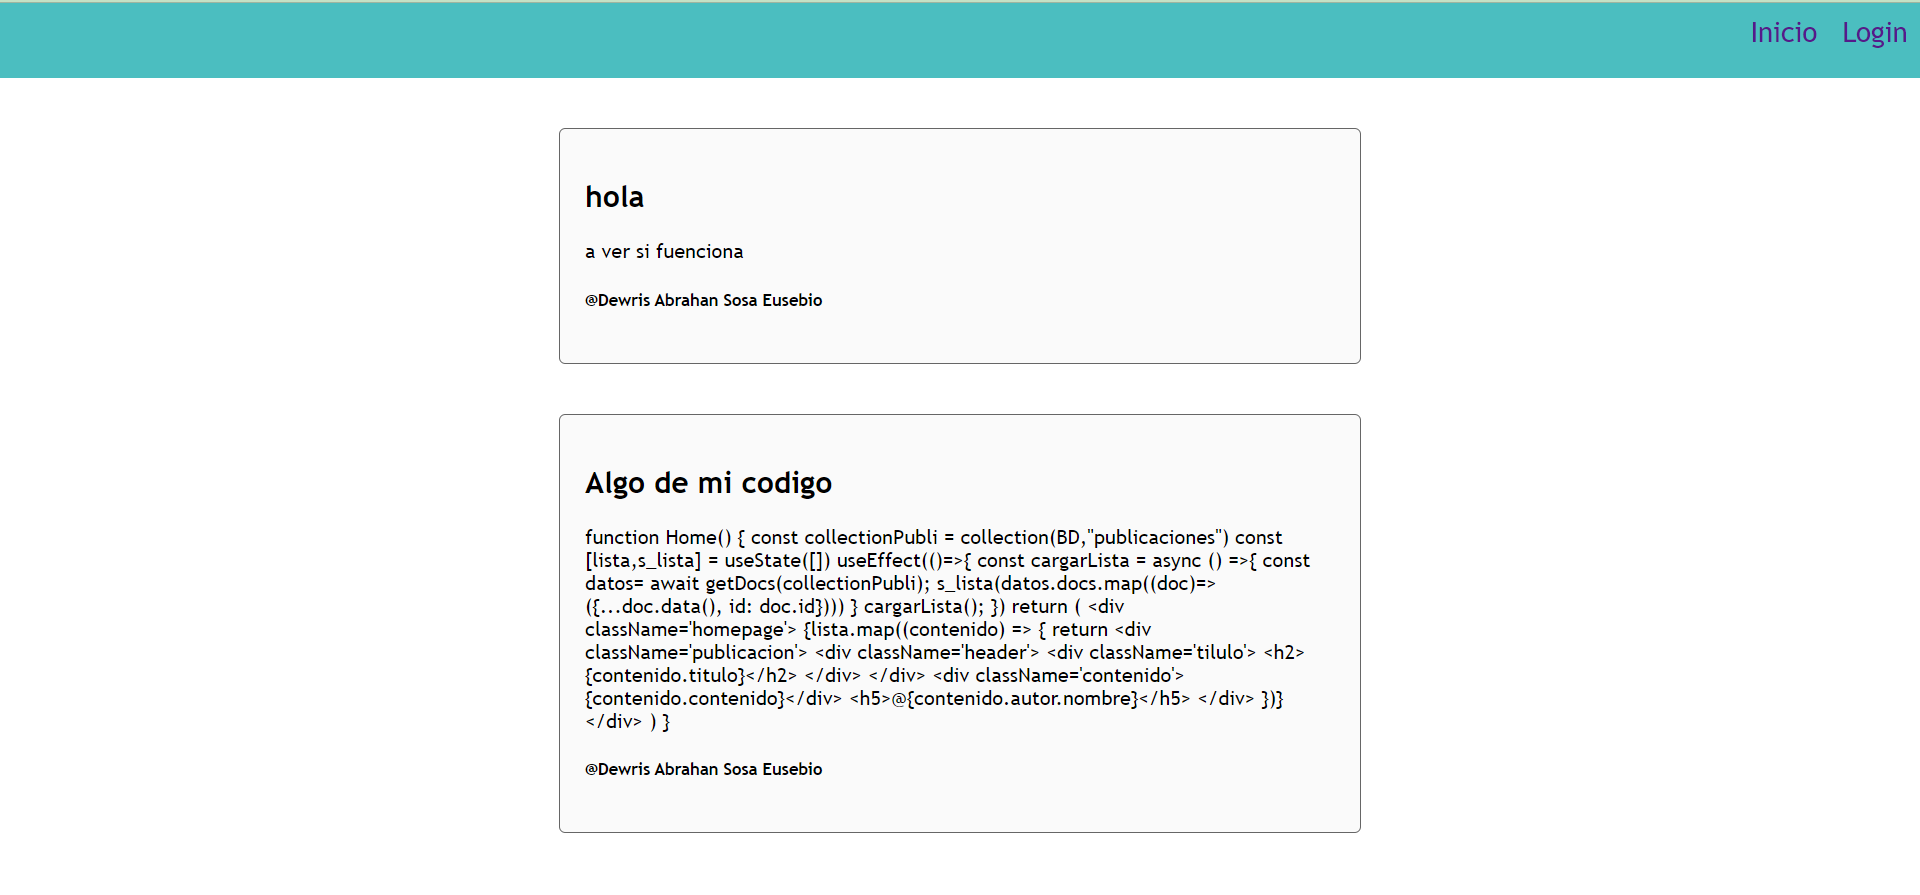 Inicio Login
hola
a ver si fuenciona
@Dewris Abrahan Sosa Eusebio
Algo de mi codigo
function Home() { const collectionPubli = collection(BD,"publicaciones") const
[lista,s_lista] = useState([]) useEffect(()=>{ const cargarLista = async () =>{ const
datos= await getDocs(collectionPubli); s_lista(datos.docs.map((doc)=>
({...doc.data(), id: doc.id}))) } cargarLista(); }) return ( <div
className='homepage'> {lista.map((contenido) => { return <div
className='publicacion'> <div className='header'> <div className='tilulo'> <h2>
{contenido.titulo}</h2> </div> </div> <div className='contenido'>
{contenido.contenido}</div> <h5>@{contenido.autor.nombre}</h5> </div> })}
</div> ) }
@Dewris Abrahan Sosa Eusebio